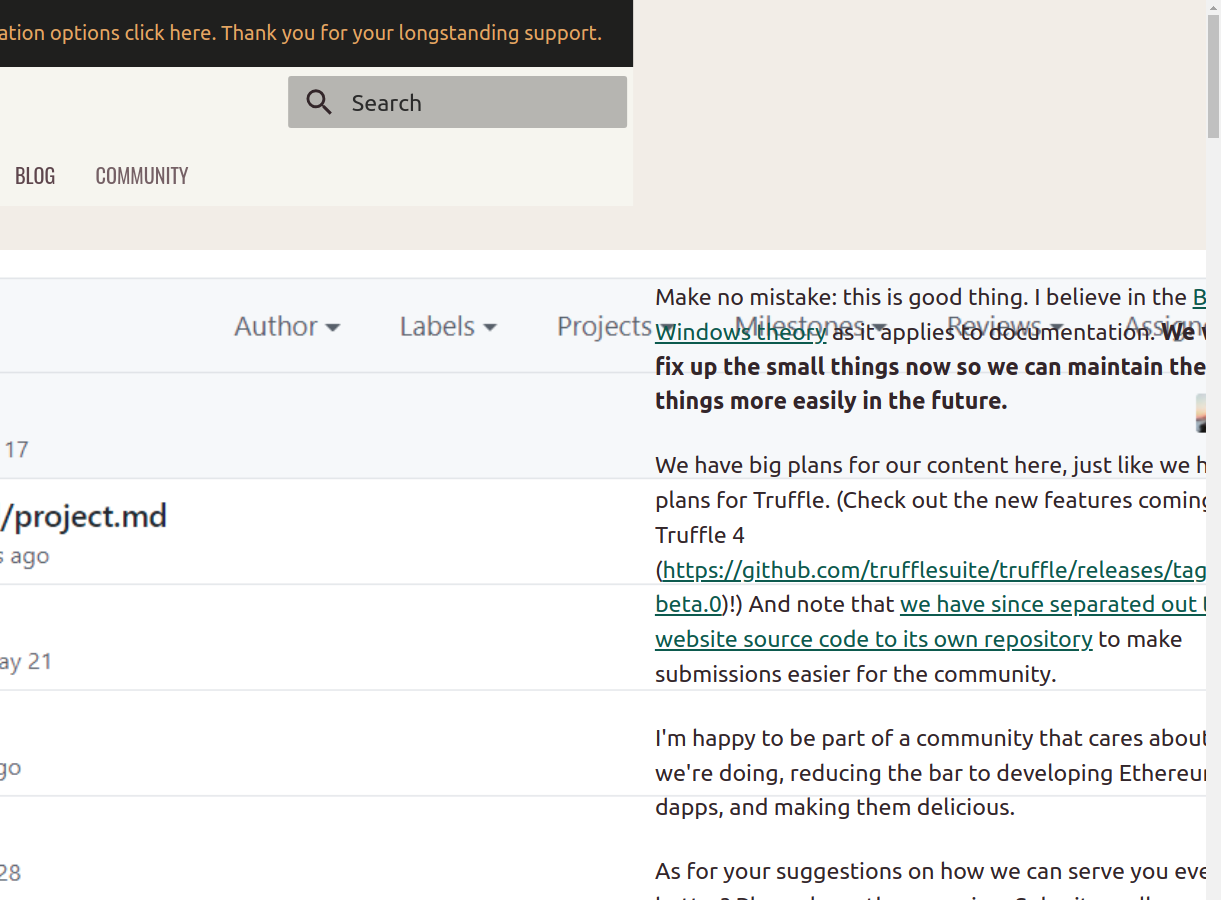 ation options click here. Thank you for your longstanding support.
Search
BLOG COMMUNITY
Author Labels Projects Milestones Reviews Assign
17
/project.md
s ago
ay 21
go
28
Make no mistake: this is good thing. I believe in the B
Windows theory as it applies to documentation. We
fix up the small things now so we can maintain the
things more easily in the future.
We have big plans for our content here, just like we h
plans for Truffle. (Check out the new features coming
Truffle 4
(https://github.com/trufflesuite/truffle/releases/tag
beta.0)!) And note that we have since separated out
website source code to its own repository to make
submissions easier for the community.
I'm happy to be part of a community that cares about
we're doing, reducing the bar to developing Ethereu
dapps, and making them delicious.
As for your suggestions on how we can serve you eve